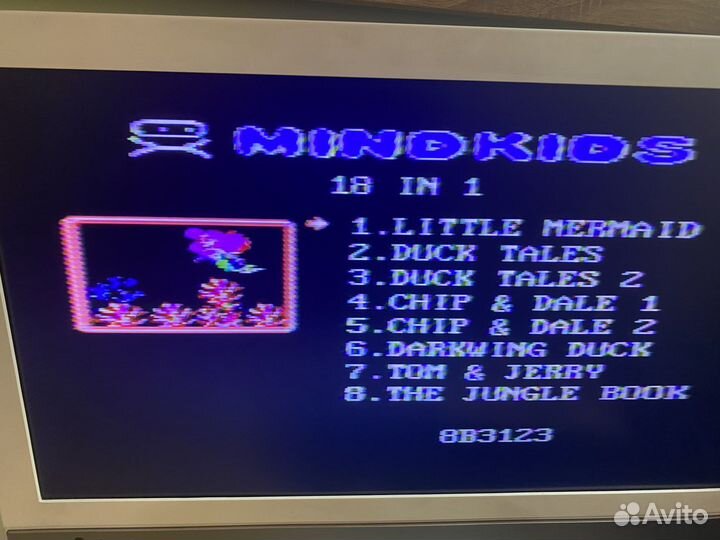 MINDKIDS
18 IN 1
1.LITTLE MERMAID
2.DUCK TALES
3.DUCK TALES 2
4.CHIP & DALE 1
5.CHIP & DALE 2
6.DARKWING DUCK
7.TOM & JERRY
8.THE JUNGLE BOOK
8B3123
Avito